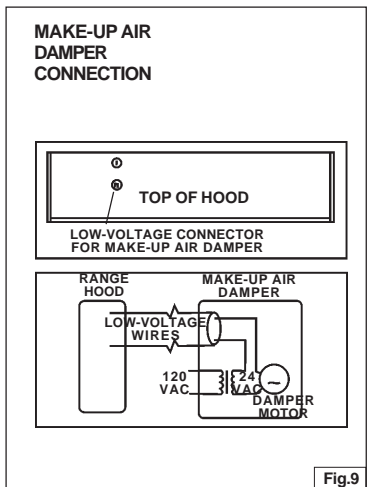 MAKE-UP AIR
DAMPER
CONNECTION
TOP OF HOOD
LOW-VOLTAGE CONNECTOR
FOR MAKE-UP AIR DAMPER
RANGE
HOOD
MAKE-UP AIR
DAMPER
LOW-VOLTAGE
WIRES
120
VAC
24
VAC
DAMPER
MOTOR
Fig.9